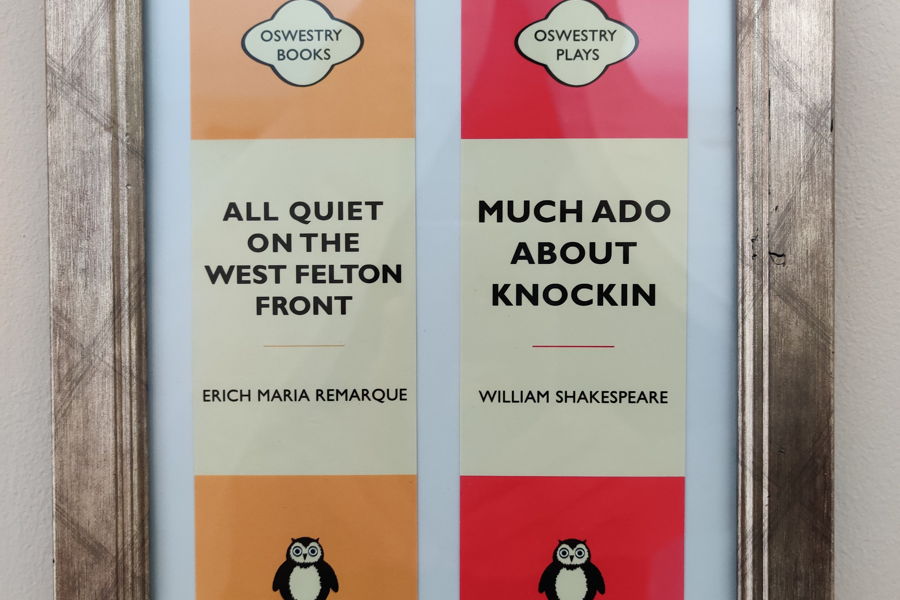 OSWESTRY
BOOKS
ALL QUIET
ON THE
WEST FELTON
FRONT
ERICH MARIA REMARQUE
OSWESTRY
PLAYS
MUCH ADO
ABOUT
KNOCKIN
WILLIAM SHAKESPEARE